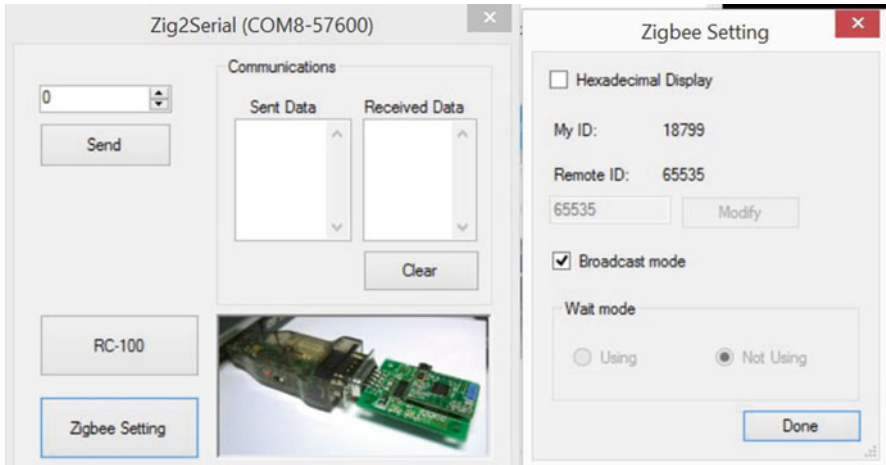 Zig2Serial (COM8-57600)
0
Send
Communications
Sent Data
Received Data
Clear
RC-100
Zigbee Setting
Zigbee Setting
Hexadecimal Display
My ID: 18799
Remote ID: 65535
65535
Modify
Broadcast mode
Wait mode
Using
Not Using
Done